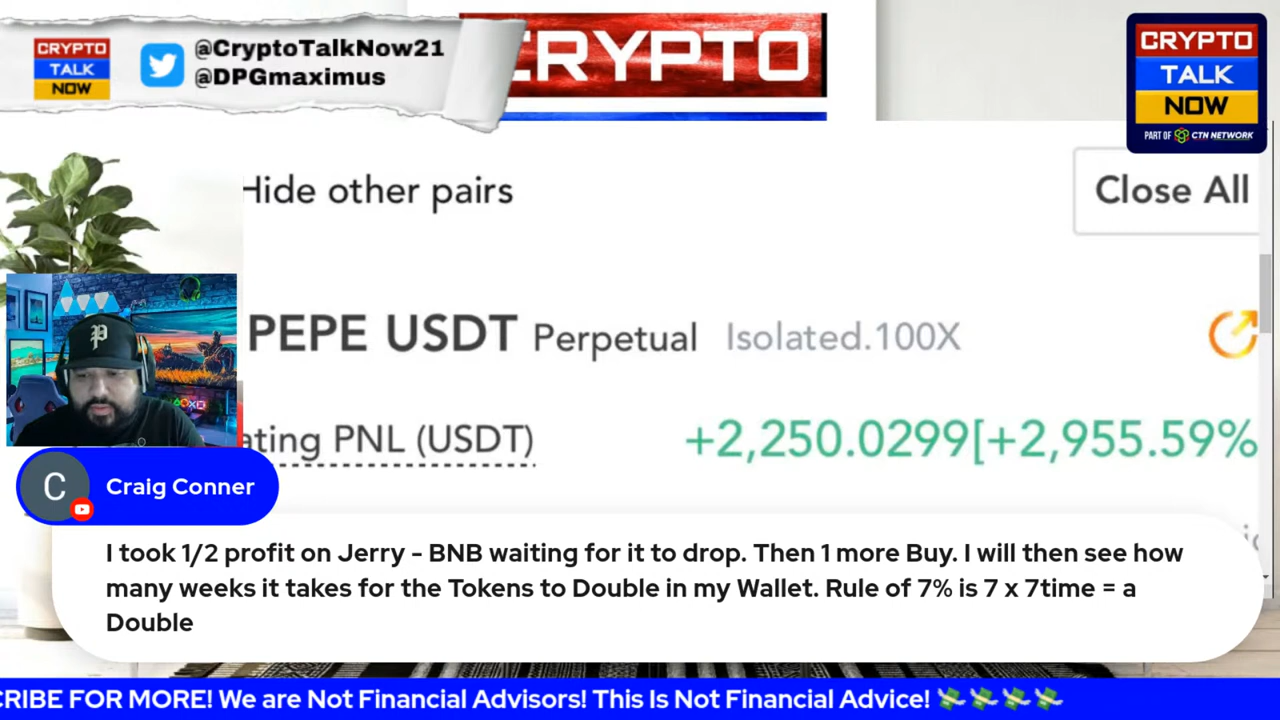 CRYPTO
TALK
NOW
@CryptoTalkNow21
@DPGmaximus
CRYPTO
CRYPTO
TALK
NOW
PART OF CTN NETWORK
Hide other pairs
Close All
PEPE USDT Perpetual Isolated.100X
ating PNL (USDT) +2,250.0299[+2,955.59%
P
C Craig Conner
I took 1/2 profit on Jerry - BNB waiting for it to drop. Then 1 more Buy. I will then see how
many weeks it takes for the Tokens to Double in my Wallet. Rule of 7% is 7 x 7time = a
Double
CRIBE FOR MORE! We are Not Financial Advisors! This Is Not Financial Advice! 💸💸💸💸